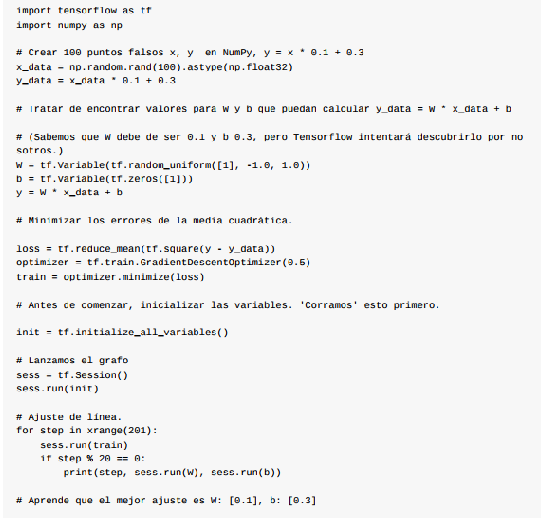 import tensorflow as tf
import numpy as np
# Crear 100 puntos falsos x, y en NumPy, y = x * 0.1 + 0.3
x_data = np.random.rand(100).astype(np.float32)
y_data = x_data * 0.1 + 0.3
# Tratar de encontrar valores para W y b que puedan calcular y_data = W * x_data + b
# (Sabemos que W debe de ser 0.1 y b 0.3, pero Tensorflow intentará descubrirlo por no
sotros.)
W = tf.Variable(tf.random_uniform([1], -1.0, 1.0))
b = tf.Variable(tf.zeros([1]))
y = W * x_data + b
# Minimizar los errores de la media cuadrática.
loss = tf.reduce_mean(tf.square(y - y_data))
optimizer = tf.train.GradientDescentOptimizer(0.5)
train = optimizer.minimize(loss)
# Antes de comenzar, inicializar las variables. 'Corramos' esto primero.
init = tf.initialize_all_variables()
# Lanzamos el grafo
sess = tf.Session()
sess.run(init)
# Ajuste de línea.
for step in xrange(201):
    sess.run(train)
    if step % 20 == 0:
        print(step, sess.run(W), sess.run(b))
# Aprende que el mejor ajuste es W: [0.1], b: [0.3]